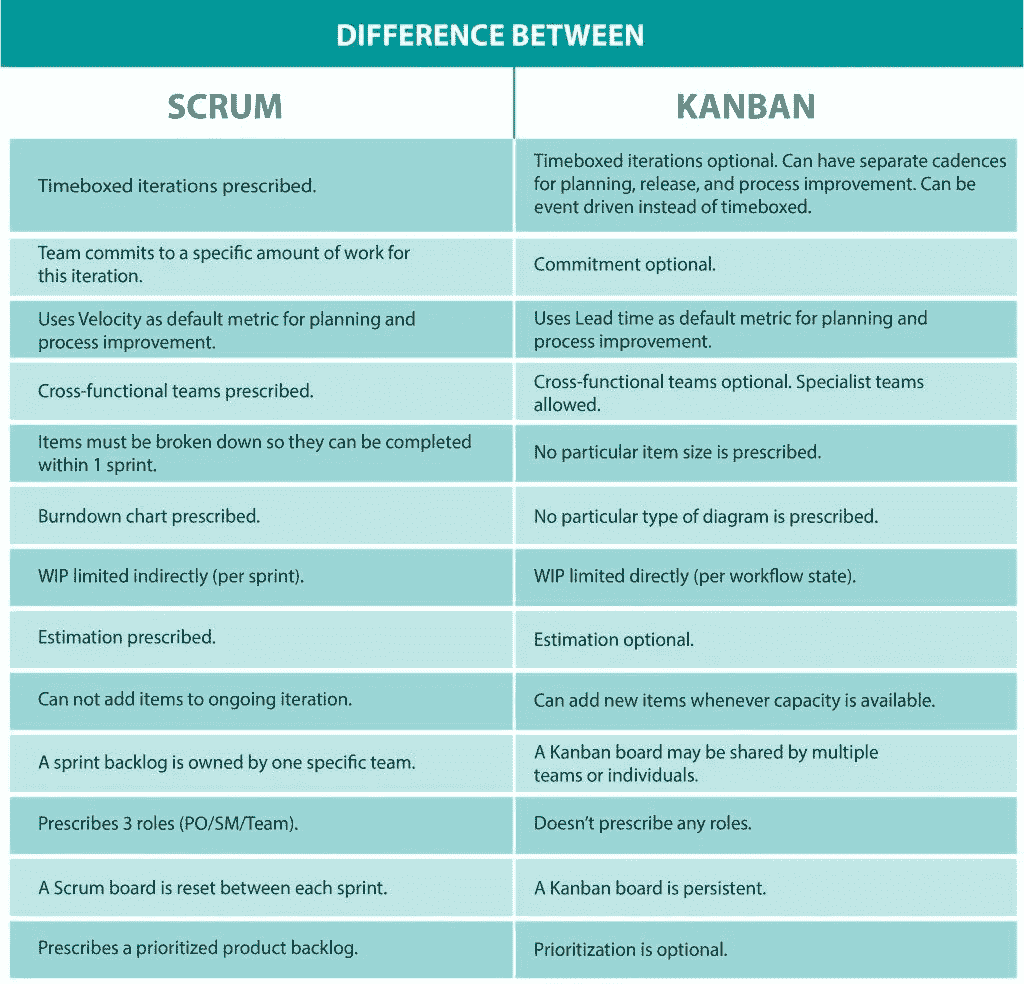 DIFFERENCE BETWEEN
SCRUM
KANBAN
Timeboxed iterations prescribed.
Timeboxed iterations optional. Can have separate cadences
for planning, release, and process improvement. Can be
event driven instead of timeboxed.
Team commits to a specific amount of work for
this iteration.
Commitment optional.
Uses Velocity as default metric for planning and
process improvement.
Uses Lead time as default metric for planning and
process improvement.
Cross-functional teams prescribed.
Cross-functional teams optional. Specialist teams
allowed.
Items must be broken down so they can be completed
within 1 sprint.
No particular item size is prescribed.
Burndown chart prescribed.
No particular type of diagram is prescribed.
WIP limited indirectly (per sprint).
WIP limited directly (per workflow state).
Estimation prescribed.
Estimation optional.
Can not add items to ongoing iteration.
Can add new items whenever capacity is available.
A sprint backlog is owned by one specific team.
A Kanban board may be shared by multiple
teams or individuals.
Prescribes 3 roles (PO/SM/Team).
Doesn't prescribe any roles.
A Scrum board is reset between each sprint.
A Kanban board is persistent.
Prescribes a prioritized product backlog.
Prioritization is optional.